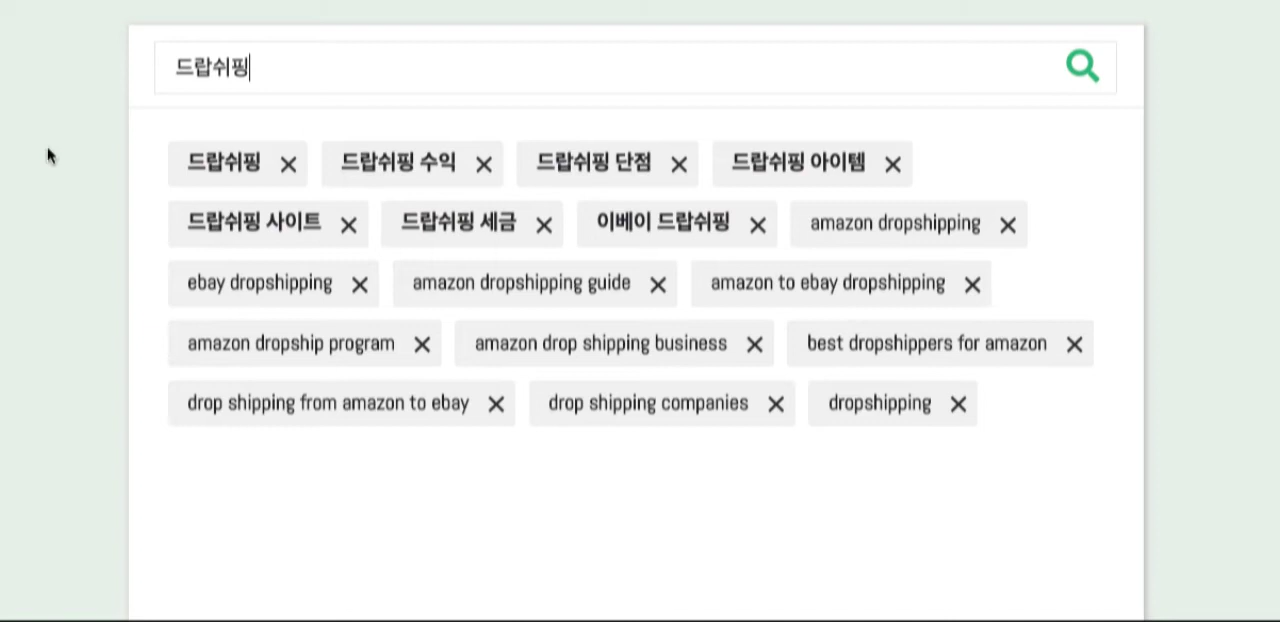 드랍쉬핑
드랍쉬핑 드랍쉬핑 수익 드랍쉬핑 단점 드랍쉬핑 아이템
드랍쉬핑 사이트 드랍쉬핑 세금 이베이 드랍쉬핑 amazon dropshipping
ebay dropshipping amazon dropshipping guide amazon to ebay dropshipping
amazon dropship program amazon drop shipping business best dropshippers for amazon
drop shipping from amazon to ebay drop shipping companies dropshipping